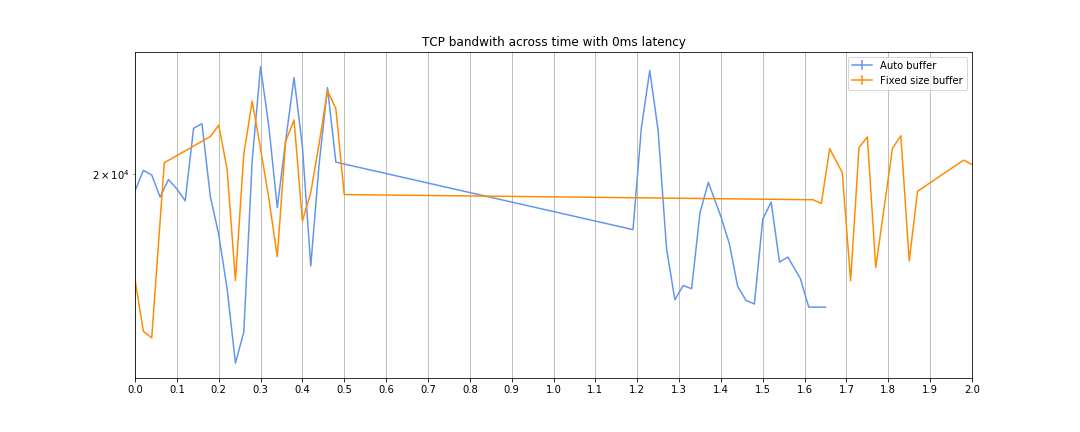 TCP bandwith across time with 0ms latency
Auto buffer
Fixed size buffer
2 × 10⁴
0.0 0.1 0.2 0.3 0.4 0.5 0.6 0.7 0.8 0.9 1.0 1.1 1.2 1.3 1.4 1.5 1.6 1.7 1.8 1.9 2.0